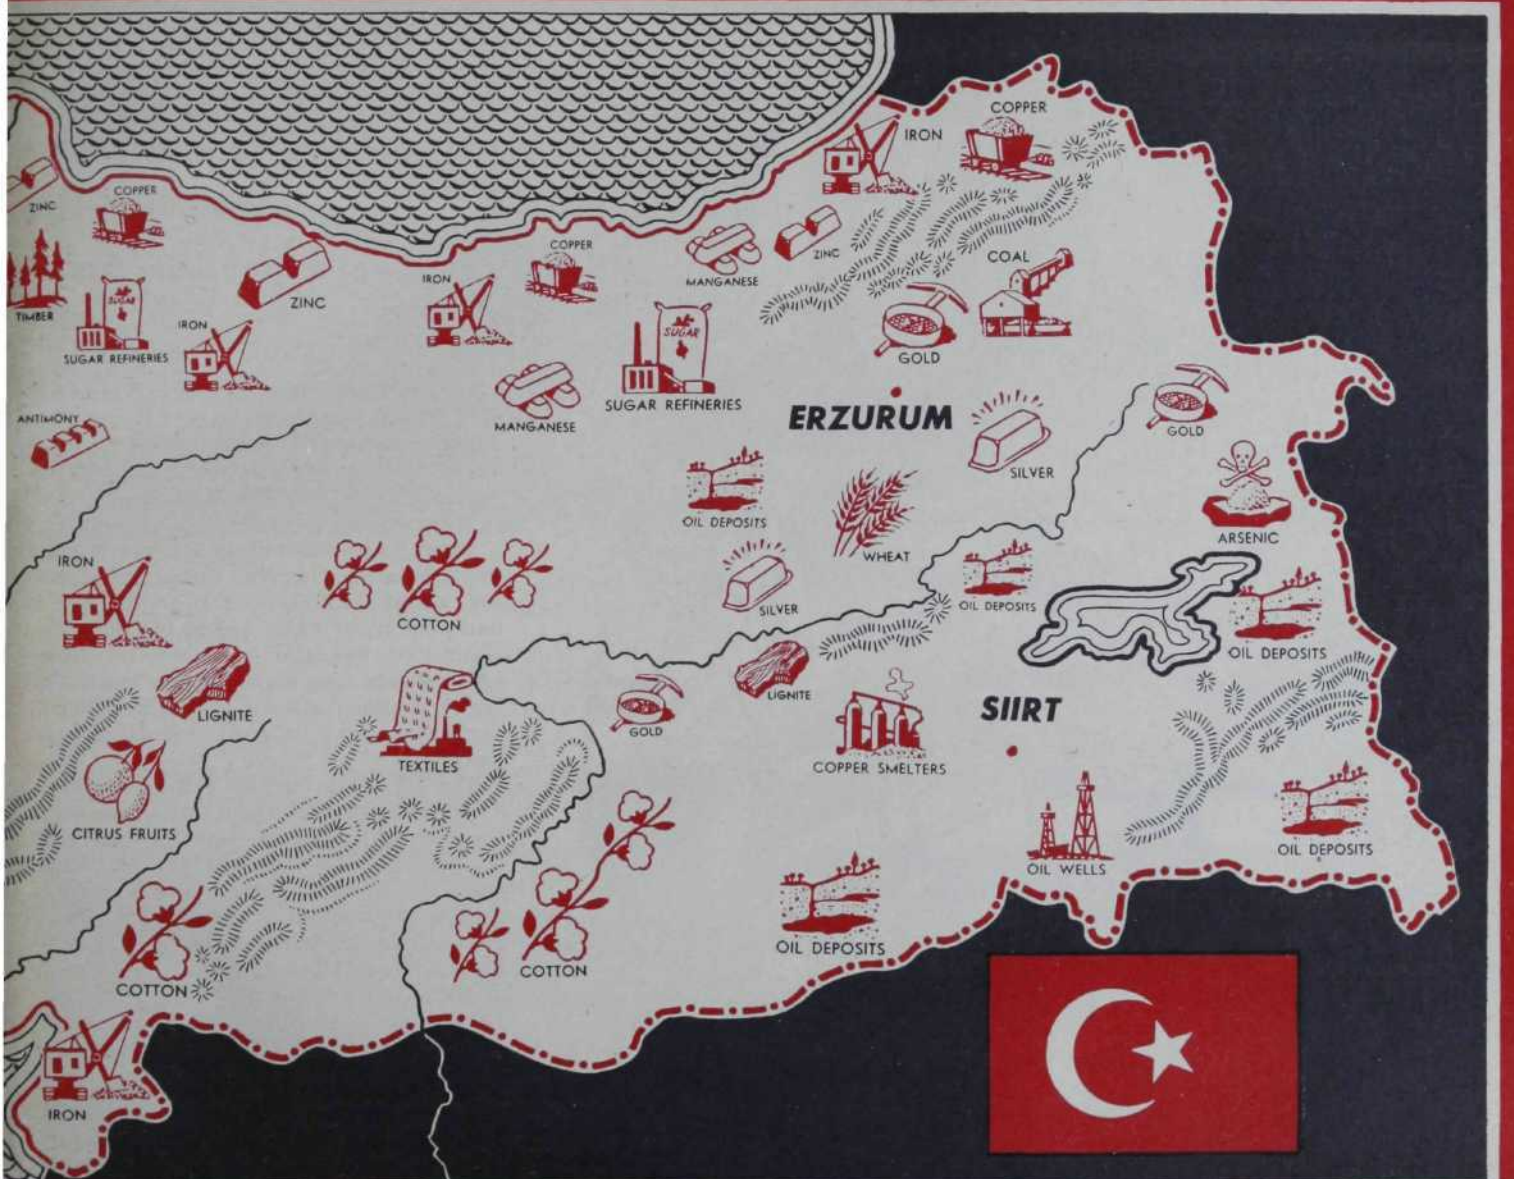 COPPER
IRON
COPPER
ZINC
COPPER
MANGANESE
ZINC
COAL
IRON
ZINC
TIMBER
SUGAR
SUGAR REFINERIES
IRON
SUGAR
SUGAR REFINERIES
GOLD
MANGANESE
ERZURUM
GOLD
ANTIMONY
SILVER
OIL DEPOSITS
WHEAT
ARSENIC
IRON
COTTON
SILVER
OIL DEPOSITS
OIL DEPOSITS
LIGNITE
LIGNITE
SIIRT
GOLD
TEXTILES
COPPER SMELTERS
CITRUS FRUITS
OIL WELLS
OIL DEPOSITS
OIL DEPOSITS
COTTON
COTTON
IRON